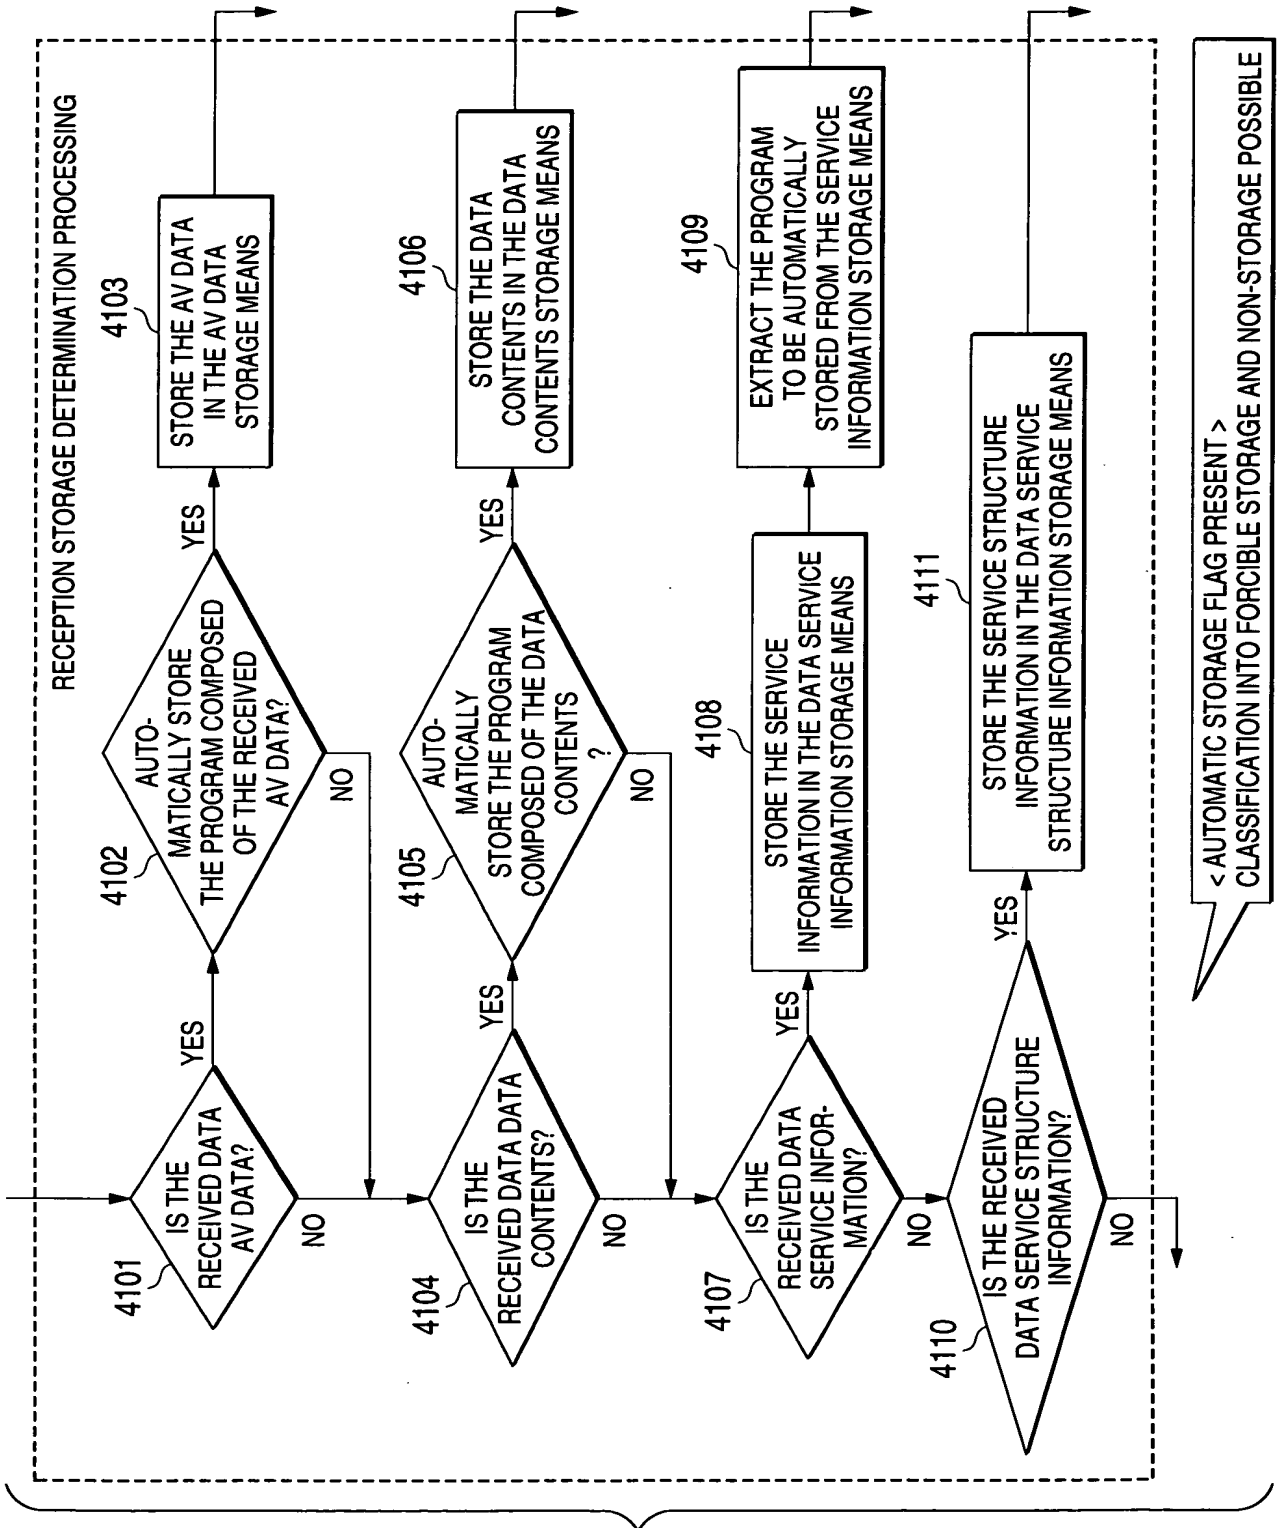 RECEPTION STORAGE DETERMINATION PROCESSING
4101
IS THE
RECEIVED DATA
AV DATA?
YES
NO
4102
AUTO-
MATICALLY STORE
THE PROGRAM COMPOSED
OF THE RECEIVED
AV DATA?
YES
NO
4103
STORE THE AV DATA
IN THE AV DATA
STORAGE MEANS
4104
IS THE
RECEIVED DATA DATA
CONTENTS?
YES
NO
4105
AUTO-
MATICALLY
STORE THE PROGRAM
COMPOSED OF THE DATA
CONTENTS
?
YES
NO
4106
STORE THE DATA
CONTENTS IN THE DATA
CONTENTS STORAGE MEANS
4107
IS THE
RECEIVED DATA
SERVICE INFOR-
MATION?
YES
NO
4108
STORE THE SERVICE
INFORMATION IN THE DATA SERVICE
INFORMATION STORAGE MEANS
4109
EXTRACT THE PROGRAM
TO BE AUTOMATICALLY
STORED FROM THE SERVICE
INFORMATION STORAGE MEANS
4110
IS THE RECEIVED
DATA SERVICE STRUCTURE
INFORMATION?
YES
NO
4111
STORE THE SERVICE STRUCTURE
INFORMATION IN THE DATA SERVICE
STRUCTURE INFORMATION STORAGE MEANS
< AUTOMATIC STORAGE FLAG PRESENT >
CLASSIFICATION INTO FORCIBLE STORAGE AND NON-STORAGE POSSIBLE